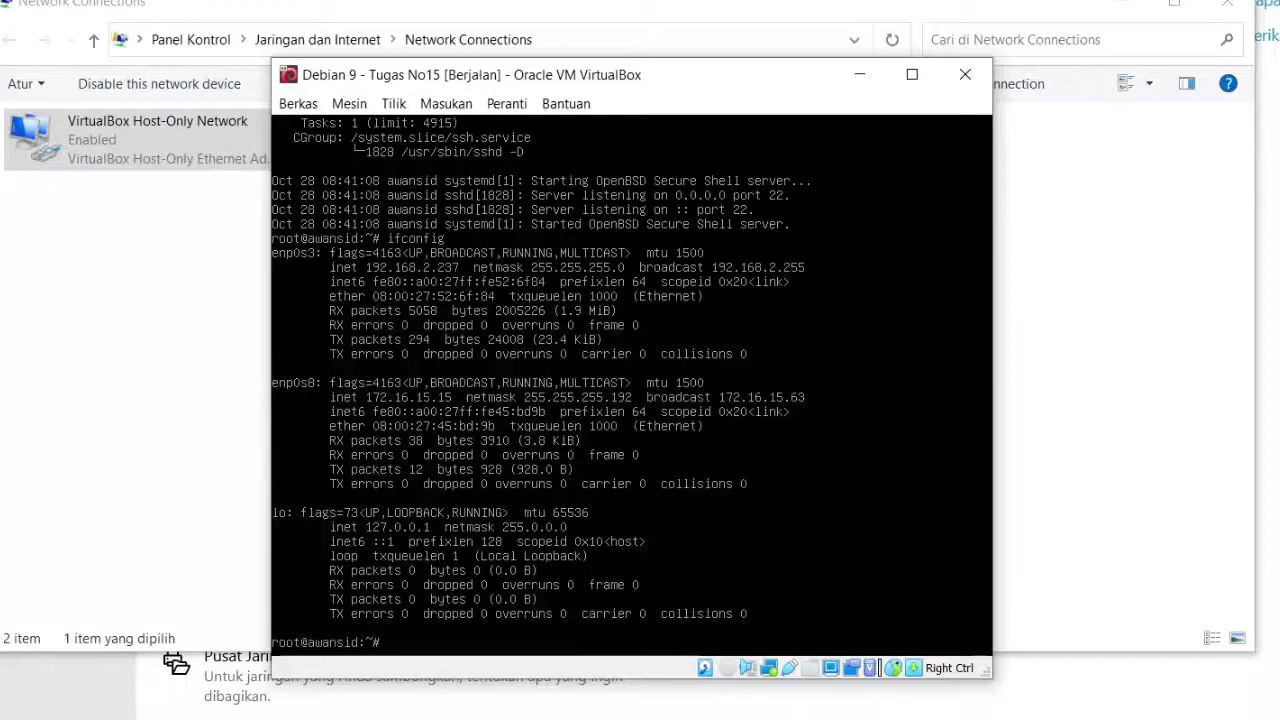 Network Connections
Panel Kontrol > Jaringan dan Internet > Network Connections
Cari di Network Connections
Atur
Disable this network device
nnection
VirtualBox Host-Only Network
Enabled
VirtualBox Host-Only Ethernet Ad...
Debian 9 - Tugas No15 [Berjalan] - Oracle VM VirtualBox
Berkas Mesin Tilik Masukan Peranti Bantuan
Tasks: 1 (limit: 4915)
CGroup: /system.slice/ssh.service
└─1828 /usr/sbin/sshd -D
Oct 28 08:41:08 awansid systemd[1]: Starting OpenBSD Secure Shell server...
Oct 28 08:41:08 awansid sshd[1828]: Server listening on 0.0.0.0 port 22.
Oct 28 08:41:08 awansid sshd[1828]: Server listening on :: port 22.
Oct 28 08:41:08 awansid systemd[1]: Started OpenBSD Secure Shell server.
root@awansid:~# ifconfig
enp0s3: flags=4163<UP,BROADCAST,RUNNING,MULTICAST> mtu 1500
inet 192.168.2.237 netmask 255.255.255.0 broadcast 192.168.2.255
inet6 fe80::a00:27ff:fe52:6f84 prefixlen 64 scopeid 0x20<link>
ether 08:00:27:52:6f:84 txqueuelen 1000 (Ethernet)
RX packets 5058 bytes 2005226 (1.9 MiB)
RX errors 0 dropped 0 overruns 0 frame 0
TX packets 294 bytes 24008 (23.4 KiB)
TX errors 0 dropped 0 overruns 0 carrier 0 collisions 0
enp0s8: flags=4163<UP,BROADCAST,RUNNING,MULTICAST> mtu 1500
inet 172.16.15.15 netmask 255.255.255.192 broadcast 172.16.15.63
inet6 fe80::a00:27ff:fe45:bd9b prefixlen 64 scopeid 0x20<link>
ether 08:00:27:45:bd:9b txqueuelen 1000 (Ethernet)
RX packets 38 bytes 3910 (3.8 KiB)
RX errors 0 dropped 0 overruns 0 frame 0
TX packets 12 bytes 928 (928.0 B)
TX errors 0 dropped 0 overruns 0 carrier 0 collisions 0
lo: flags=73<UP,LOOPBACK,RUNNING> mtu 65536
inet 127.0.0.1 netmask 255.0.0.0
inet6 ::1 prefixlen 128 scopeid 0x10<host>
loop txqueuelen 1 (Local Loopback)
RX packets 0 bytes 0 (0.0 B)
RX errors 0 dropped 0 overruns 0 frame 0
TX packets 0 bytes 0 (0.0 B)
TX errors 0 dropped 0 overruns 0 carrier 0 collisions 0
root@awansid:~#
Right Ctrl
2 item 1 item yang dipilih
Pusat Jari
Untuk jaringan yang Anda sambungkan, tentukan apa yang ingin
dibagikan.